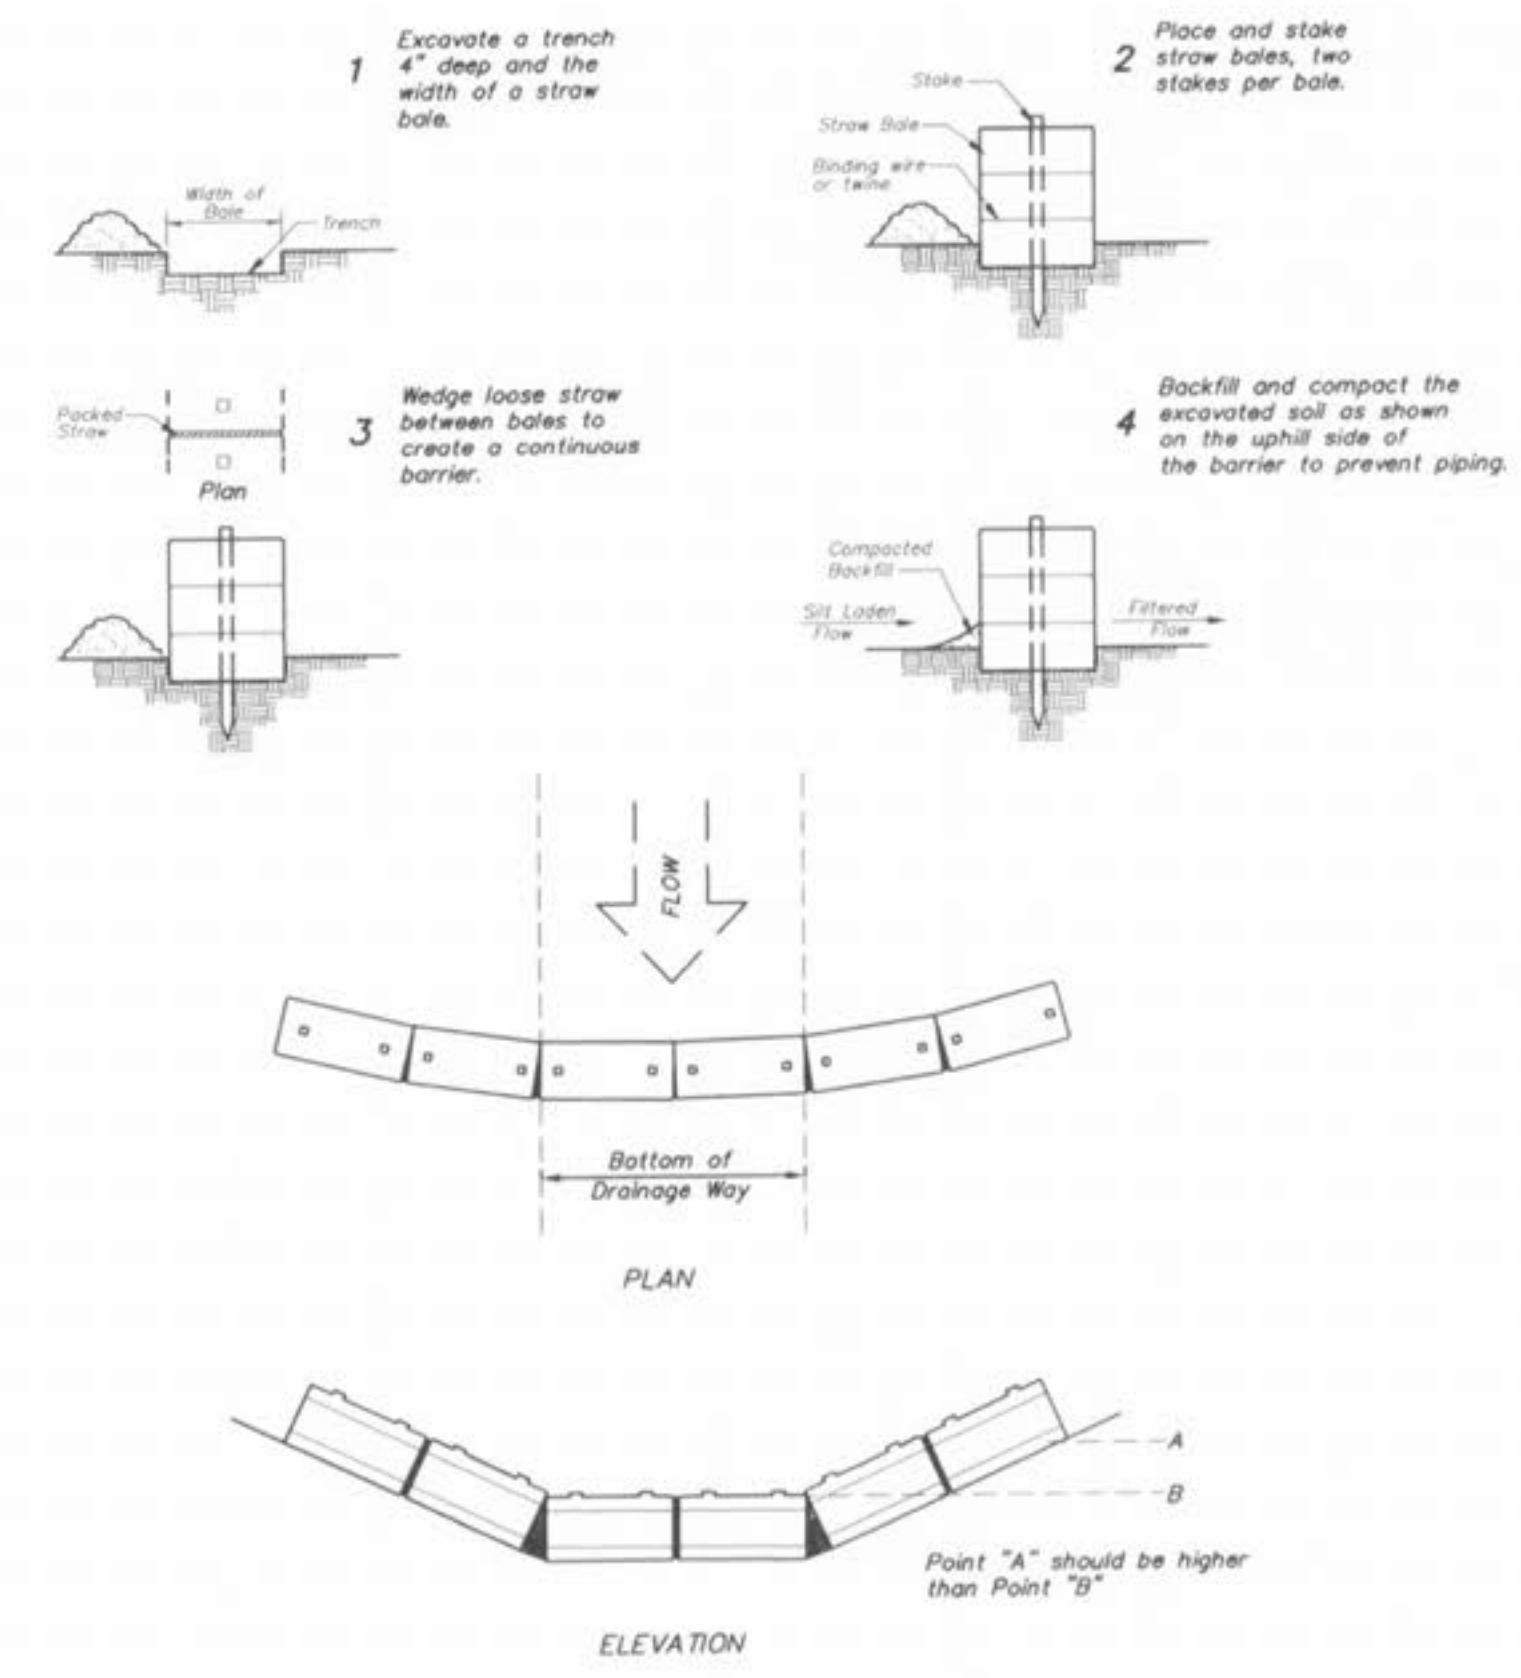 1
Excavate a trench
4" deep and the
width of a straw
bale.
Width of
Bale
Trench
2
Place and stake
straw bales, two
stakes per bale.
Stake
Straw Bale
Binding wire
or twine
3
Wedge loose straw
between bales to
create a continuous
barrier.
Packed
Straw
Plan
4
Backfill and compact the
excavated soil as shown
on the uphill side of
the barrier to prevent piping.
Compacted
Backfill
Silt Laden
Flow
Filtered
Flow
FLOW
Bottom of
Drainage Way
PLAN
A
B
Point "A" should be higher
than Point "B"
ELEVATION